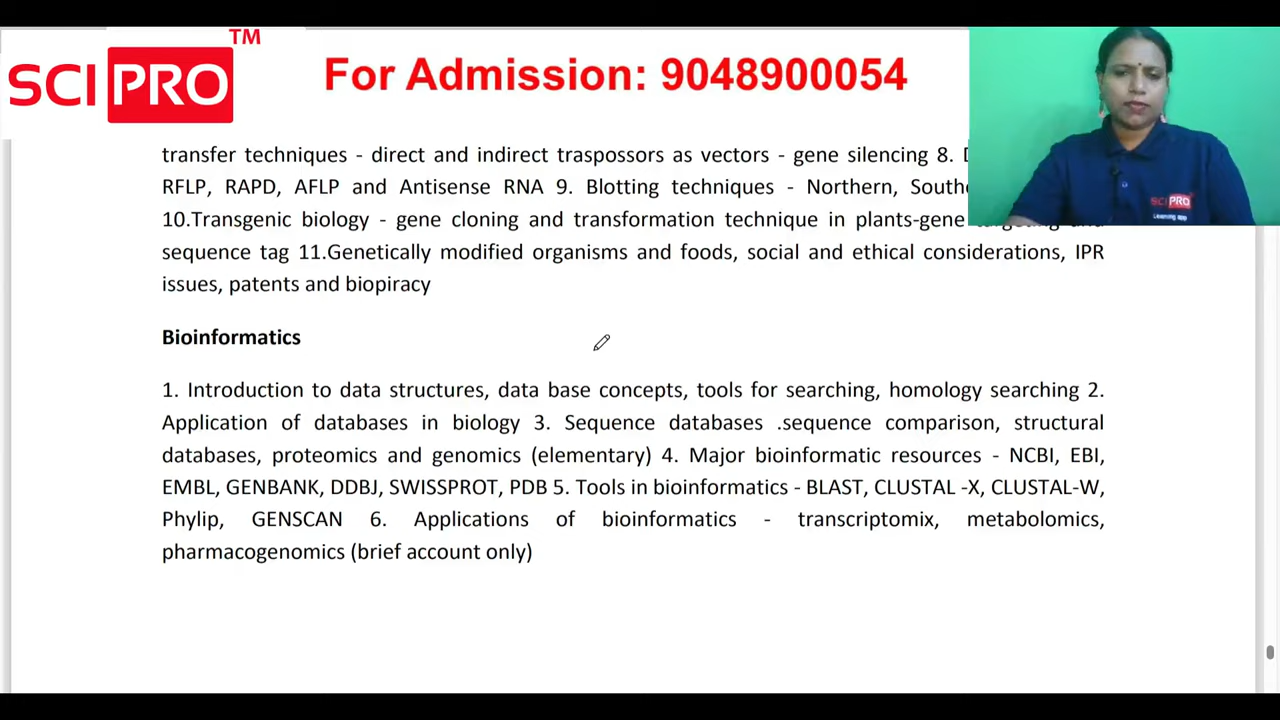 TM
SCI PRO
For Admission: 9048900054
transfer techniques - direct and indirect traspossors as vectors - gene silencing 8.
RFLP, RAPD, AFLP and Antisense RNA 9. Blotting techniques - Northern,
10.Transgenic biology - gene cloning and transformation technique in plants-gene
sequence tag 11.Genetically modified organisms and foods, social and ethical considerations, IPR
issues, patents and biopiracy
Bioinformatics
1. Introduction to data structures, data base concepts, tools for searching, homology searching 2.
Application of databases in biology 3. Sequence databases .sequence comparison, structural
databases, proteomics and genomics (elementary) 4. Major bioinformatic resources - NCBI, EBI,
EMBL, GENBANK, DDBJ, SWISSPROT, PDB 5. Tools in bioinformatics - BLAST, CLUSTAL -X, CLUSTAL-W,
Phylip, GENSCAN 6. Applications of bioinformatics - transcriptomix, metabolomics,
pharmacogenomics (brief account only)
SCIPRO
Learning app